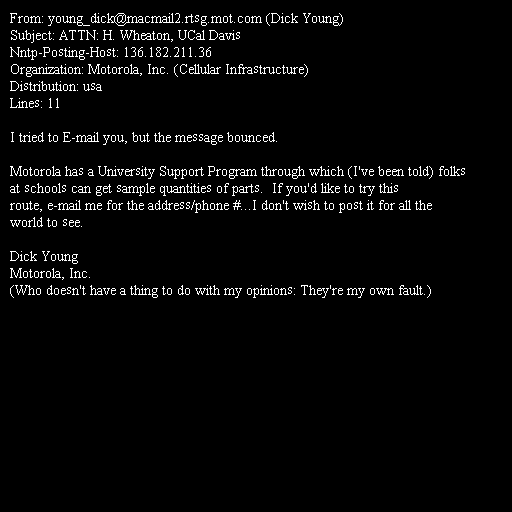 From: young_dick@macmail2.rtsg.mot.com (Dick Young)
Subject: ATTN: H. Wheaton, UCal Davis
Nntp-Posting-Host: 136.182.211.36
Organization: Motorola, Inc. (Cellular Infrastructure)
Distribution: usa
Lines: 11

I tried to E-mail you, but the message bounced.

Motorola has a University Support Program through which (I've been told) folks
at schools can get sample quantities of parts.  If you'd like to try this
route, e-mail me for the address/phone #...I don't wish to post it for all the
world to see.

Dick Young
Motorola, Inc.
(Who doesn't have a thing to do with my opinions: They're my own fault.)